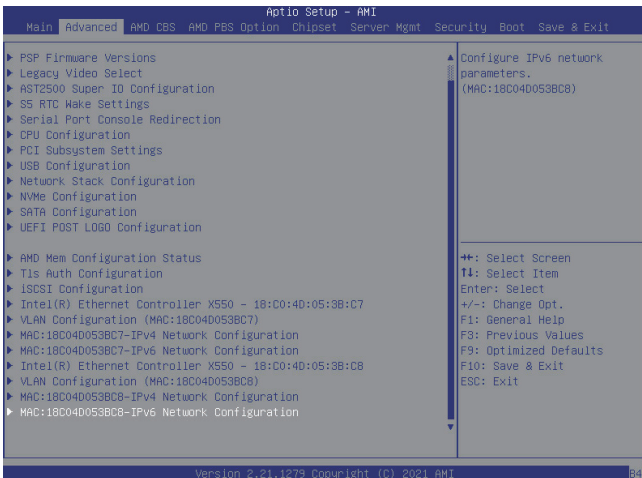 Aptio Setup – AMI
Main Advanced AMD CBS AMD PBS Option Chipset Server Mgmt Security Boot Save & Exit
PSP Firmware Versions
Legacy Video Select
AST2500 Super IO Configuration
S5 RTC Wake Settings
Serial Port Console Redirection
CPU Configuration
PCI Subsystem Settings
USB Configuration
Network Stack Configuration
NVMe Configuration
SATA Configuration
UEFI POST LOGO Configuration
AMD Mem Configuration Status
Tls Auth Configuration
iSCSI Configuration
Intel(R) Ethernet Controller X550 - 18:C0:4D:05:3B:C7
VLAN Configuration (MAC:18C04D053BC7)
MAC:18C04D053BC7-IPv4 Network Configuration
MAC:18C04D053BC7-IPv6 Network Configuration
Intel(R) Ethernet Controller X550 - 18:C0:4D:05:3B:C8
VLAN Configuration (MAC:18C04D053BC8)
MAC:18C04D053BC8-IPv4 Network Configuration
MAC:18C04D053BC8-IPv6 Network Configuration
Configure IPv6 network
parameters.
(MAC:18C04D053BC8)
→←: Select Screen
↑↓: Select Item
Enter: Select
+/-: Change Opt.
F1: General Help
F3: Previous Values
F9: Optimized Defaults
F10: Save & Exit
ESC: Exit
Version 2.21.1279 Copyright (C) 2021 AMI
B4